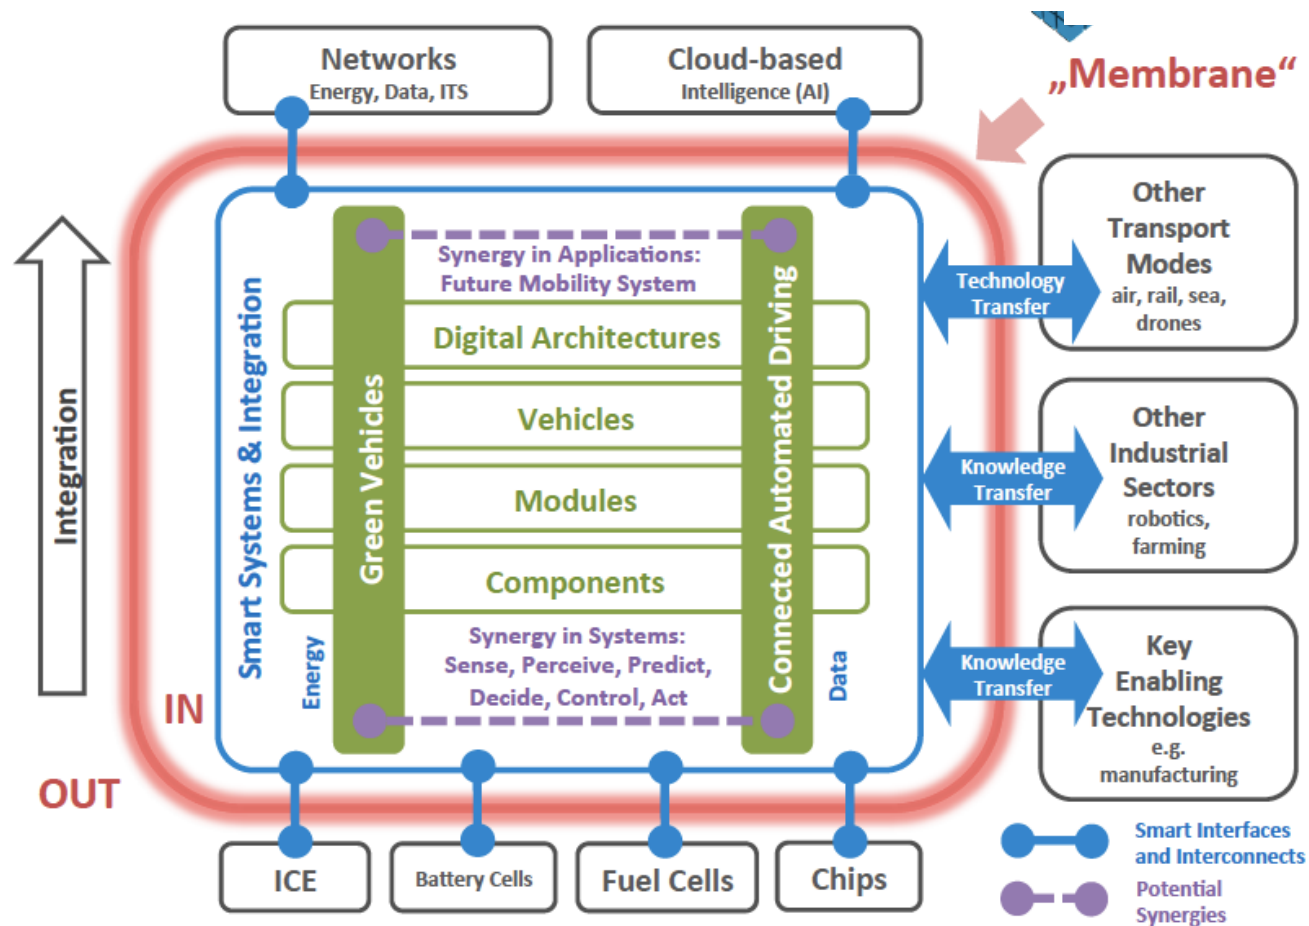 Networks
Energy, Data, ITS
Cloud-based
Intelligence (AI)
„Membrane“
Other
Transport
Modes
air, rail, sea,
drones
Technology
Transfer
Synergy in Applications:
Future Mobility System
Smart Systems & Integration
Green Vehicles
Connected Automated Driving
Digital Architectures
Vehicles
Modules
Components
Integration
Other
Industrial
Sectors
robotics,
farming
Knowledge
Transfer
Synergy in Systems:
Sense, Perceive, Predict,
Decide, Control, Act
Energy
Data
Key
Enabling
Technologies
e.g.
manufacturing
Knowledge
Transfer
IN
OUT
ICE
Battery Cells
Fuel Cells
Chips
Smart Interfaces
and Interconnects
Potential
Synergies